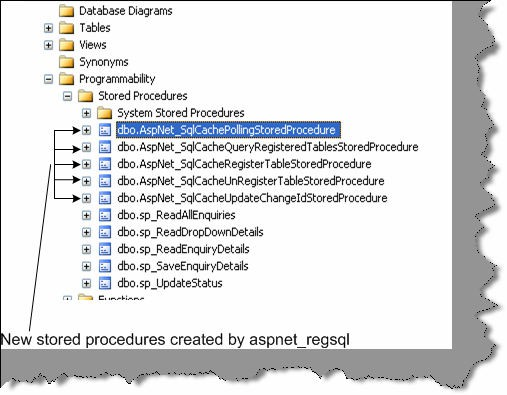 Database Diagrams
Tables
Views
Synonyms
Programmability
Stored Procedures
System Stored Procedures
dbo.AspNet_SqlCachePollingStoredProcedure
dbo.AspNet_SqlCacheQueryRegisteredTablesStoredProcedure
dbo.AspNet_SqlCacheRegisterTableStoredProcedure
dbo.AspNet_SqlCacheUnRegisterTableStoredProcedure
dbo.AspNet_SqlCacheUpdateChangeIdStoredProcedure
dbo.sp_ReadAllEnquiries
dbo.sp_ReadDropDownDetails
dbo.sp_ReadEnquiryDetails
dbo.sp_SaveEnquiryDetails
dbo.sp_UpdateStatus
Functions
New stored procedures created by aspnet_regsql